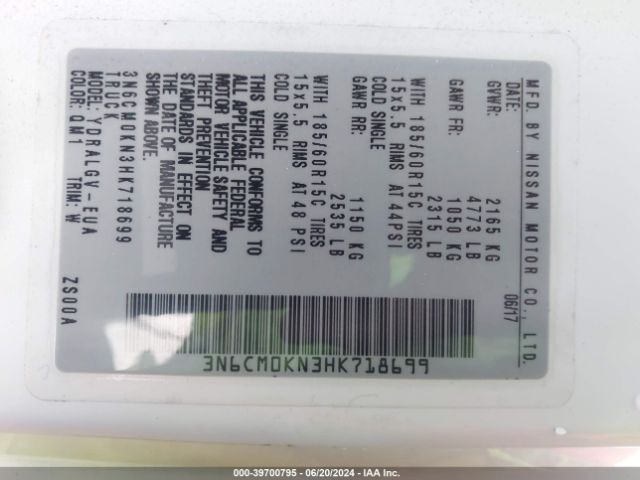 MFD. BY NISSAN MOTOR CO., LTD.
DATE: 06/17
GVWR: 2165 KG
4773 LB
GAWR FR: 1050 KG
2315 LB
WITH 185/60R15C TIRES
15x5.5 RIMS AT 44PSI
COLD SINGLE
GAWR RR: 1150 KG
2535 LB
WITH 185/60R15C TIRES
15x5.5 RIMS AT 48 PSI
COLD SINGLE
THIS VEHICLE CONFORMS TO
ALL APPLICABLE FEDERAL
MOTOR VEHICLE SAFETY AND
THEFT PREVENTION
STANDARDS IN EFFECT ON
THE DATE OF MANUFACTURE
SHOWN ABOVE.
3N6CM0KN3HK718699
TRUCK
MODEL: YDRALGV-EUA
COLOR: QM1 TRIM: W
ZS00A
3N6CM0KN3HK718699
000-39700795 - 06/20/2024 - IAA Inc.